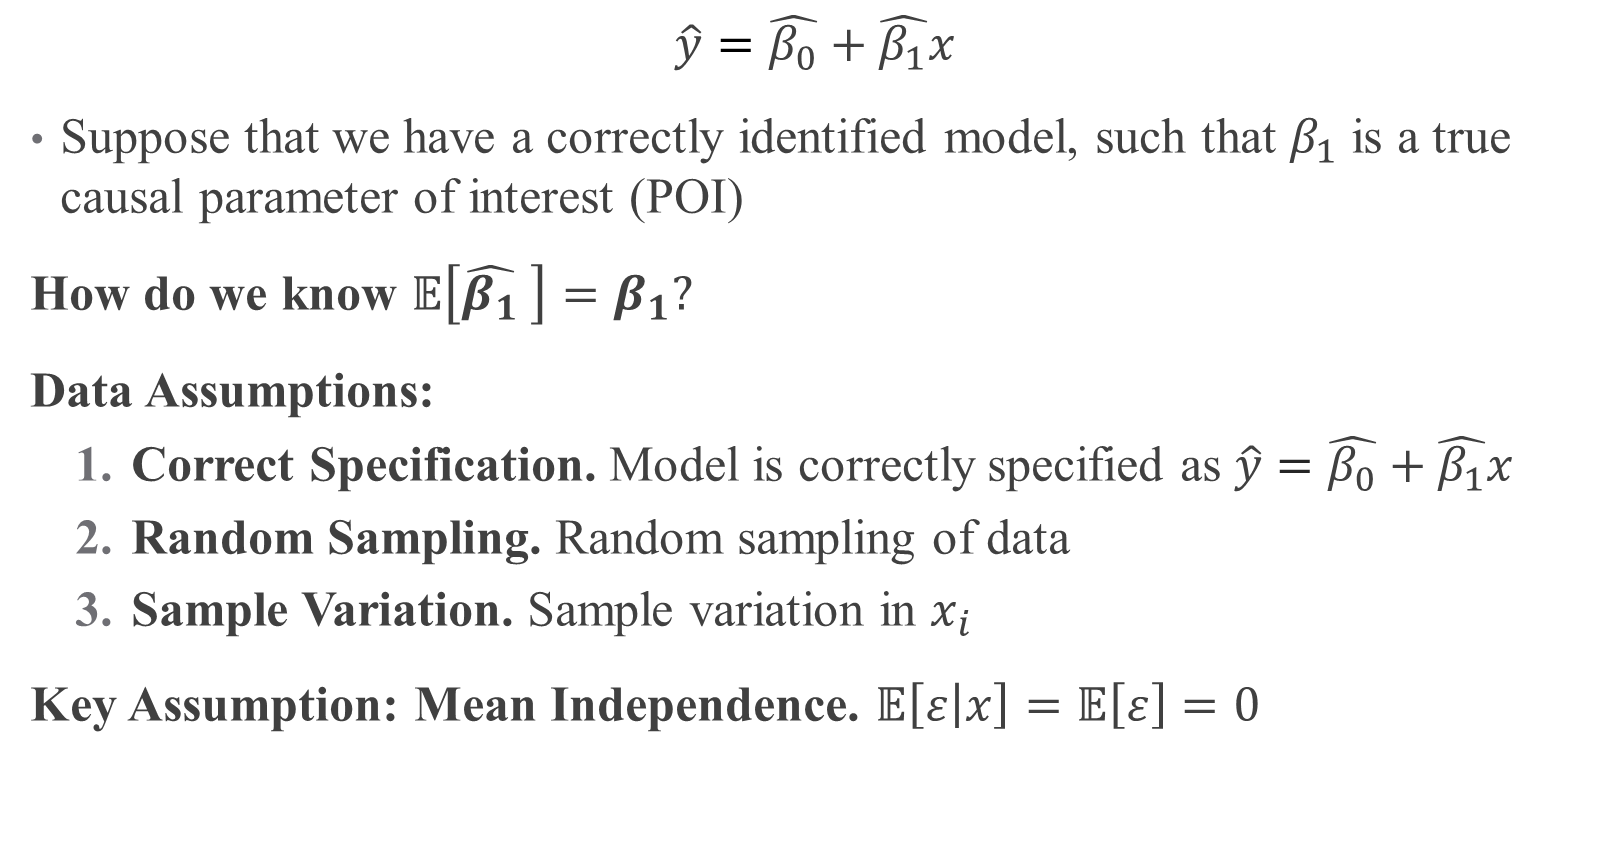 ŷ = β̂₀ + β̂₁x
• Suppose that we have a correctly identified model, such that β₁ is a true
causal parameter of interest (POI)
How do we know 𝔼[β̂₁ ] = β₁?
Data Assumptions:
1. Correct Specification. Model is correctly specified as ŷ = β̂₀ + β̂₁x
2. Random Sampling. Random sampling of data
3. Sample Variation. Sample variation in xᵢ
Key Assumption: Mean Independence. 𝔼[ε|x] = 𝔼[ε] = 0